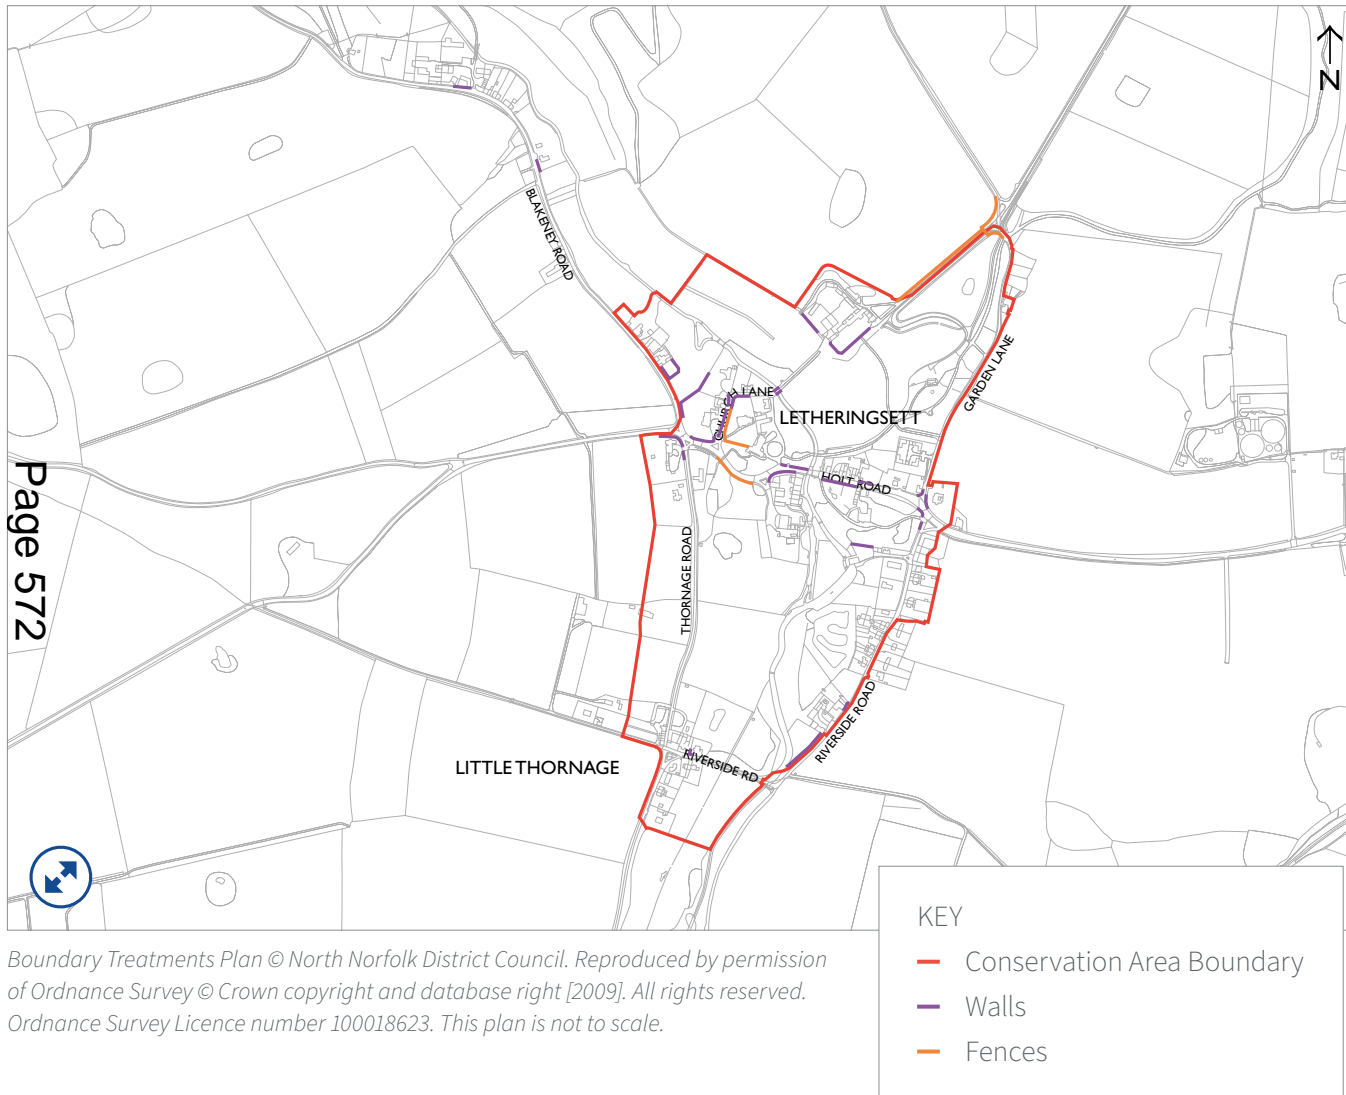 N
BLAKENEY ROAD
GARDEN LANE
CHURCH LANE
LETHERINGSETT
HOLT ROAD
Page 572
THORNAGE ROAD
RIVERSIDE ROAD
RIVERSIDE RD
LITTLE THORNAGE
KEY
Conservation Area Boundary
Walls
Fences
Boundary Treatments Plan © North Norfolk District Council. Reproduced by permission
of Ordnance Survey © Crown copyright and database right [2009]. All rights reserved.
Ordnance Survey Licence number 100018623. This plan is not to scale.